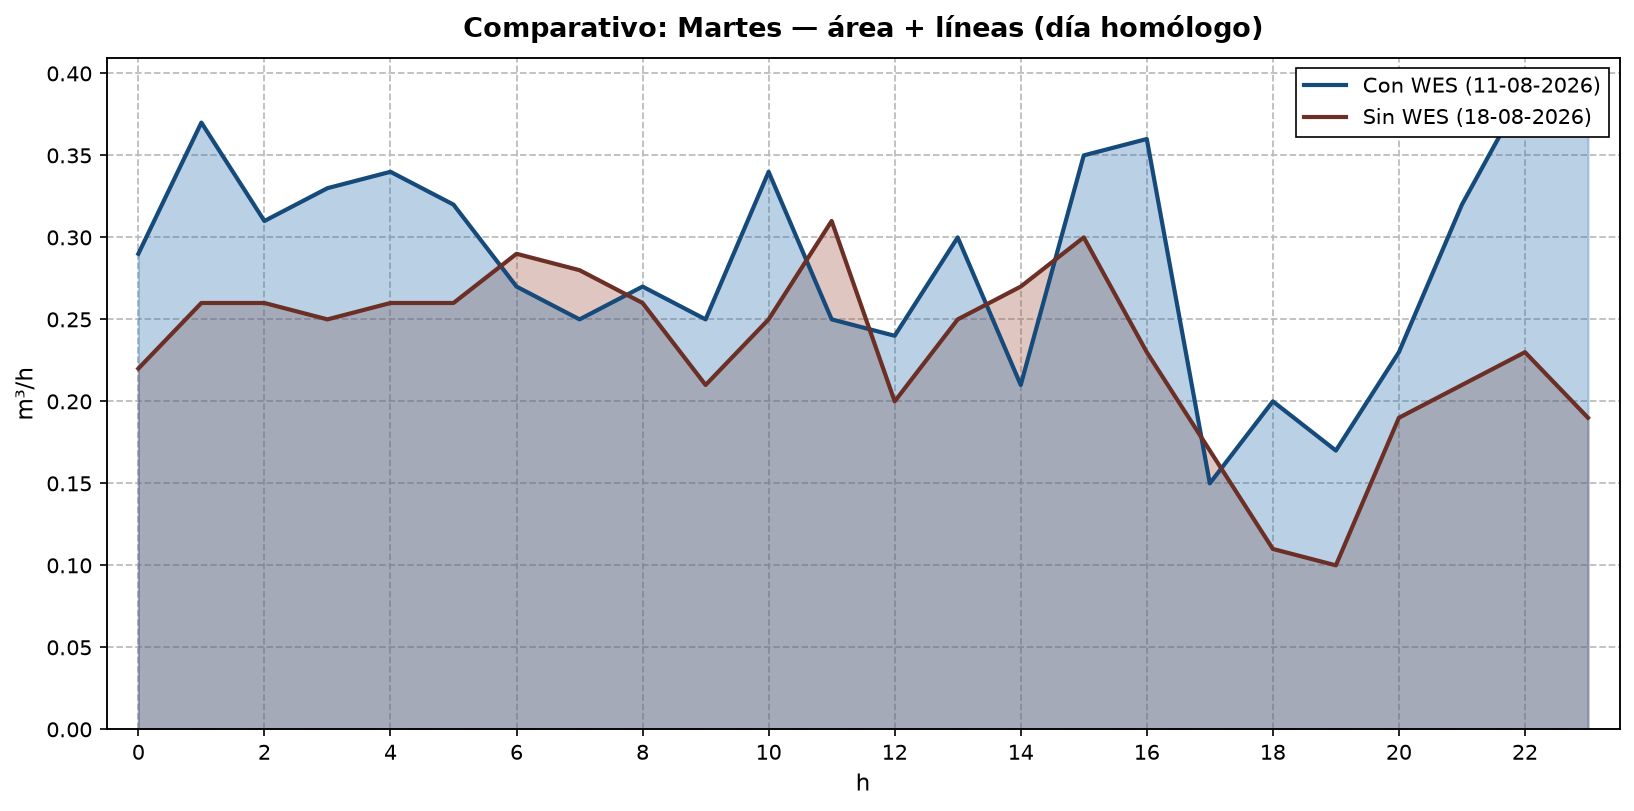 Comparativo: Martes — área + líneas (día homólogo)
Con WES (11-08-2026)
Sin WES (18-08-2026)
0.40
0.35
0.30
0.25
0.20
0.15
0.10
0.05
0.00
m³/h
0 2 4 6 8 10 12 14 16 18 20 22
h